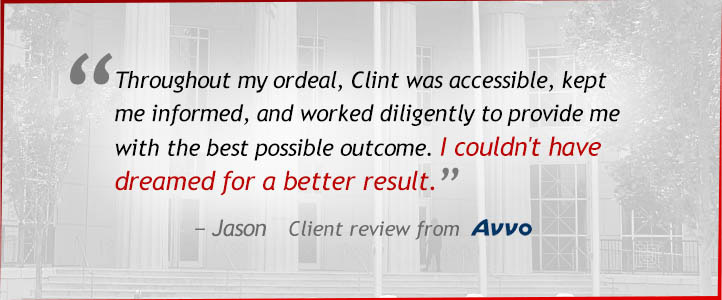 “Throughout my ordeal, Clint was accessible, kept
me informed, and worked diligently to provide me
with the best possible outcome. I couldn't have
dreamed for a better result.”
– Jason Client review from Avvo